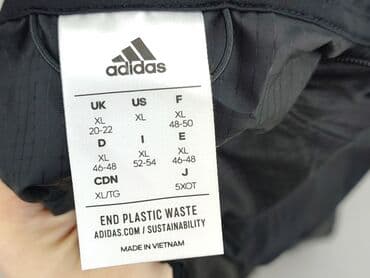 adidas
UK US F
XL XL XL
20-22 48-50
D I E
XL XL XL
46-48 52-54 46-48
CDN J
XL/TG 5XOT
END PLASTIC WASTE
ADIDAS.COM / SUSTAINABILITY
MADE IN VIETNAM